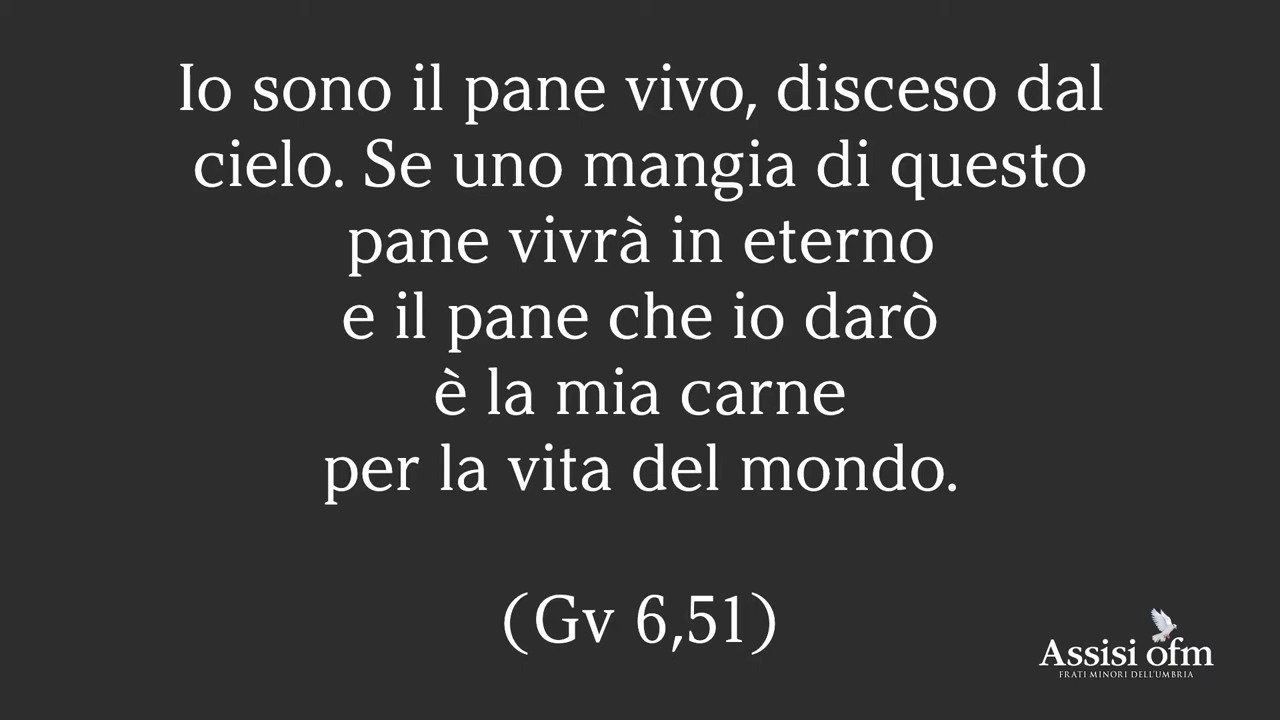 Io sono il pane vivo, disceso dal
cielo. Se uno mangia di questo
pane vivrà in eterno
e il pane che io darò
è la mia carne
per la vita del mondo.
(Gv 6,51)
Assisi ofm
FRATI MINORI DELL'UMBRIA